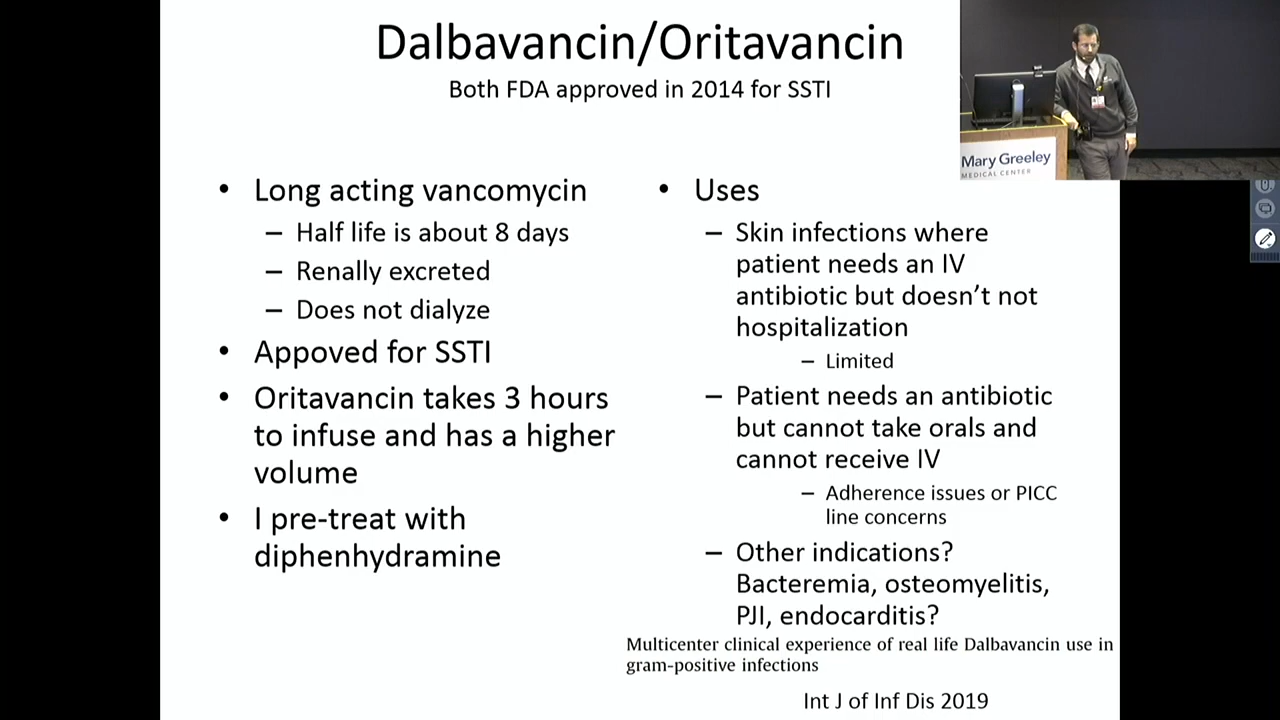 Dalbavancin/Oritavancin
Both FDA approved in 2014 for SSTI
• Long acting vancomycin
– Half life is about 8 days
– Renally excreted
– Does not dialyze
• Appoved for SSTI
• Oritavancin takes 3 hours
to infuse and has a higher
volume
• I pre-treat with
diphenhydramine
• Uses
– Skin infections where
patient needs an IV
antibiotic but doesn’t not
hospitalization
– Limited
– Patient needs an antibiotic
but cannot take orals and
cannot receive IV
– Adherence issues or PICC
line concerns
– Other indications?
Bacteremia, osteomyelitis,
PJI, endocarditis?
Multicenter clinical experience of real life Dalbavancin use in
gram-positive infections
Int J of Inf Dis 2019
Mary Greeley
MEDICAL CENTER